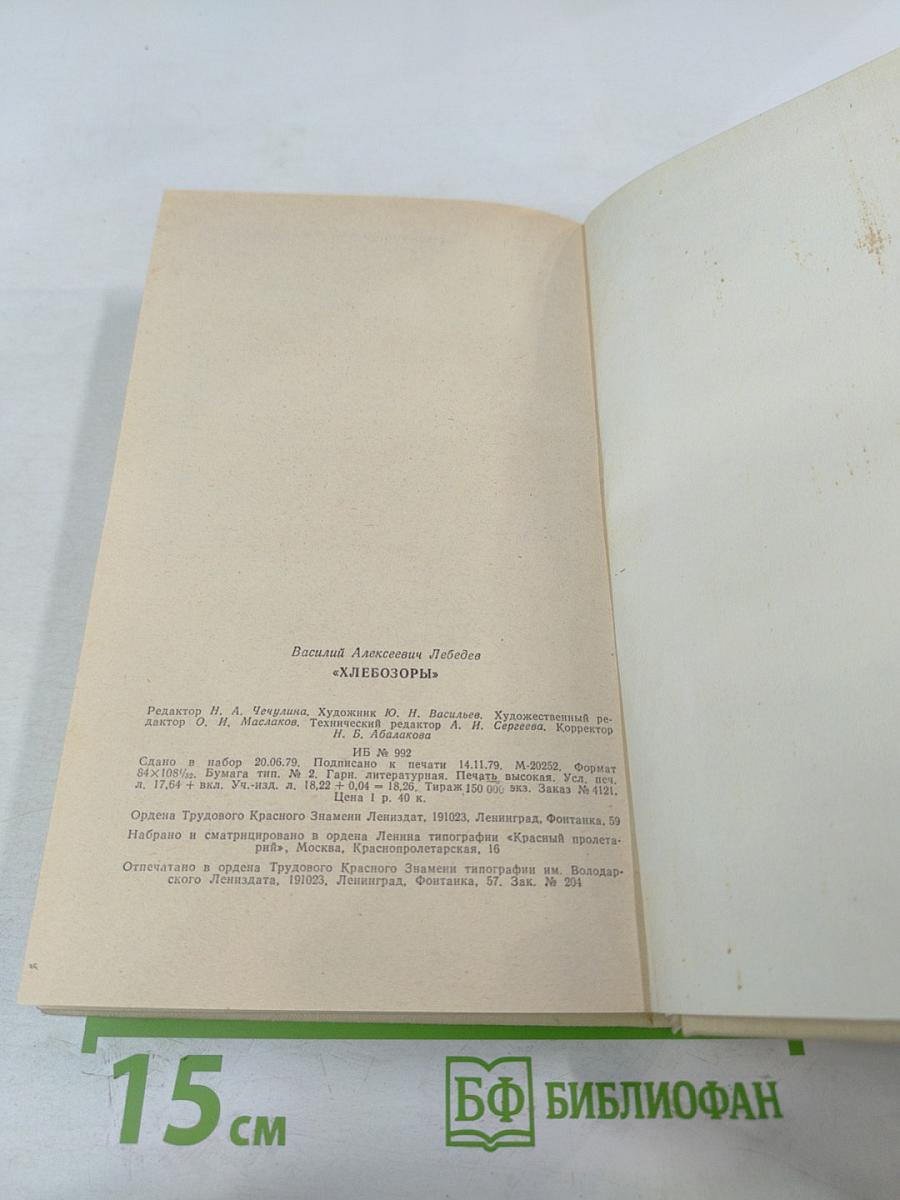 Василий Алексеевич Лебедев
«ХЛЕБОЗОРЫ»
Редактор Н. А. Чечулина. Художник Ю. Н. Васильев. Художественный ре-
дактор О. И. Маслаков. Технический редактор А. И. Сергеева. Корректор
Н. Б. Абалакова
ИБ № 992
Сдано в набор 20.06.79. Подписано к печати 14.11.79. М-20252. Формат
84×108¹/₃₂. Бумага тип. № 2. Гарн. литературная. Печать высокая. Усл. печ.
л. 17,64 + вкл. Уч.-изд. л. 18,22 + 0,04 = 18,26. Тираж 150 000 экз. Заказ № 4121.
Цена 1 р. 40 к.
Ордена Трудового Красного Знамени Лениздат, 191023, Ленинград, Фонтанка, 59
Набрано и сматрицировано в ордена Ленина типографии «Красный пролета-
рий», Москва, Краснопролетарская, 16
Отпечатано в ордена Трудового Красного Знамени типографии им. Володар-
ского Лениздата, 191023, Ленинград, Фонтанка, 57. Зак. № 204
15 см
БФ БИБЛИОФАН